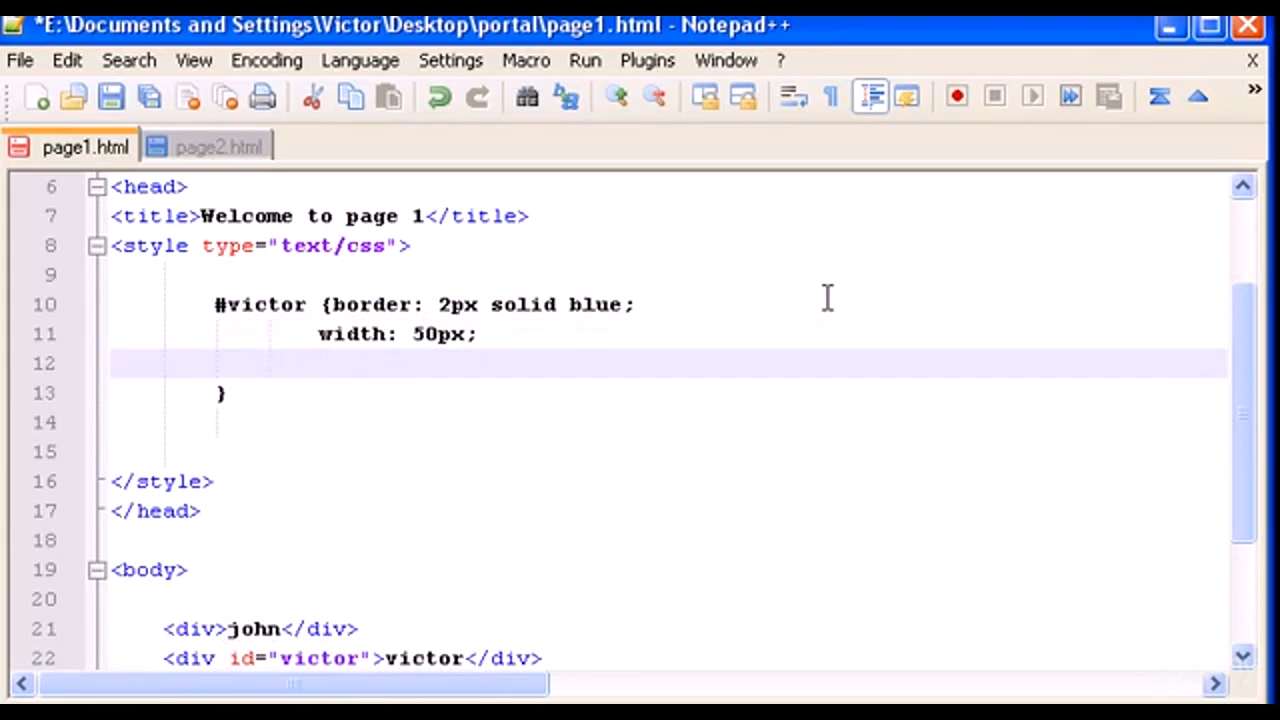 *E:\Documents and Settings\Victor\Desktop\portal\page1.html - Notepad++
File Edit Search View Encoding Language Settings Macro Run Plugins Window ? X
page1.html page2.html
6 <head>
7 <title>Welcome to page 1</title>
8 <style type="text/css">
9
10 #victor {border: 2px solid blue;
11 width: 50px;
12
13 }
14
15
16 </style>
17 </head>
18
19 <body>
20
21 <div>john</div>
22 <div id="victor">victor</div>